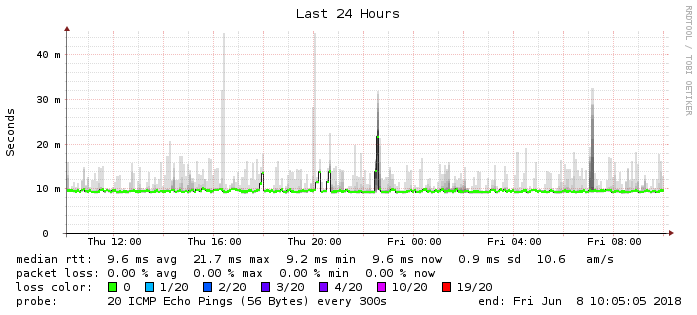 Last 24 Hours
RRDTOOL / TOBI OETIKER
Seconds
40 m
30 m
20 m
10 m
0
Thu 12:00 Thu 16:00 Thu 20:00 Fri 00:00 Fri 04:00 Fri 08:00
median rtt: 9.6 ms avg 21.7 ms max 9.2 ms min 9.6 ms now 0.9 ms sd 10.6 am/s
packet loss: 0.00 % avg 0.00 % max 0.00 % min 0.00 % now
loss color: 0 1/20 2/20 3/20 4/20 10/20 19/20
probe: 20 ICMP Echo Pings (56 Bytes) every 300s end: Fri Jun 8 10:05:05 2018